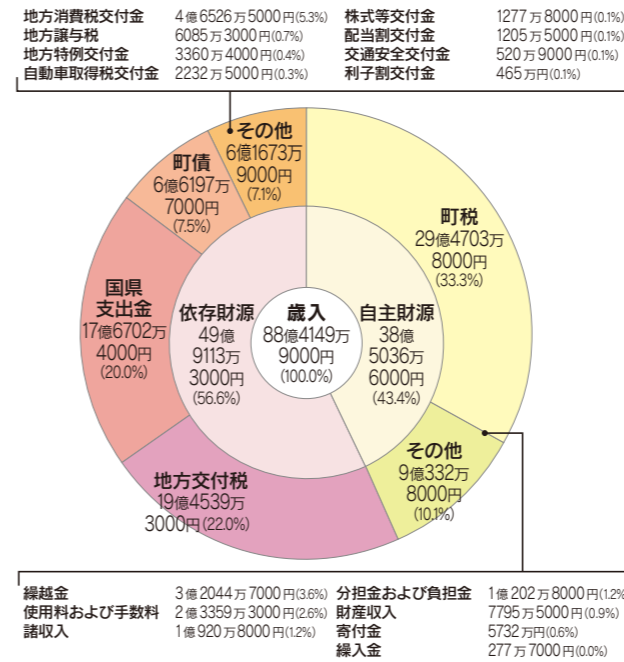 地方消費税交付金 4億6526万5000円(5.3%) 株式等交付金 1277万8000円(0.1%)
地方譲与税 6085万3000円(0.7%) 配当割交付金 1205万5000円(0.1%)
地方特例交付金 3360万4000円(0.4%) 交通安全交付金 520万9000円(0.1%)
自動車取得税交付金 2232万5000円(0.3%) 利子割交付金 465万円(0.1%)
その他
6億1673万
9000円
(7.1%)
町債
6億6197万
7000円
(7.5%)
町税
29億4703万
8000円
(33.3%)
国県
支出金
17億6702万
4000円
(20.0%)
依存財源
49億
9113万
3000円
(56.6%)
歳入
88億4149万
9000円
(100.0%)
自主財源
38億
5036万
6000円
(43.4%)
その他
9億332万
8000円
(10.1%)
地方交付税
19億4539万
3000円(22.0%)
繰越金 3億2044万7000円(3.6%) 分担金および負担金 1億202万8000円(1.2%
使用料および手数料 2億3359万3000円(2.6%) 財産収入 7795万5000円(0.9%)
諸収入 1億920万8000円(1.2%) 寄付金 5732万円(0.6%)
繰入金 277万7000円(0.0%)